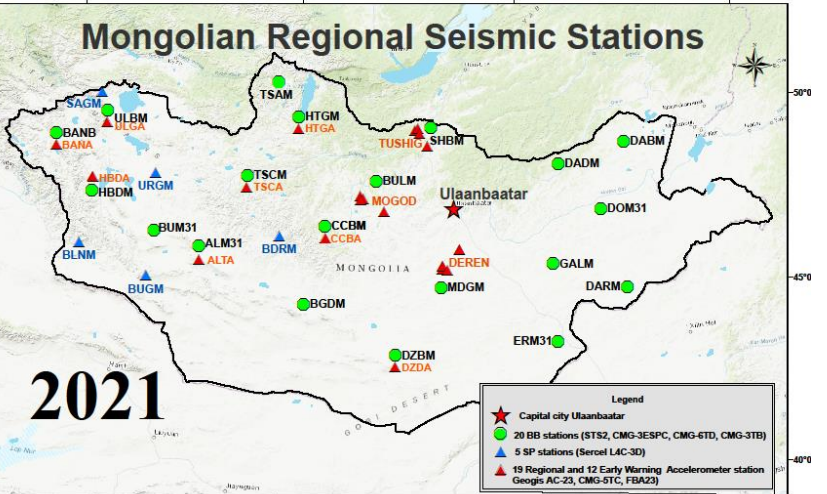 Mongolian Regional Seismic Stations
50°0
SAGM
TSAM
ULBM
ULGA
HTGM
HTGA
BANB
BANA
SHBM
TUSHIG
DABM
DADM
HBDA
HBDM
URGM
TSCM
TSCA
BULM
MOGOD
Ulaanbaatar
DOM31
BUM31
CCBM
CCBA
ALM31
ALTA
BLNM
BDRM
BUGM
MONGOLIA
DEREN
GALM
MDGM
DARM
45°0
BGDM
ERM31
DZBM
DZDA
GOBI DESERT
2021
40°0
Legend
Capital city Ulaanbaatar
20 BB stations (STS2, CMG-3ESPC, CMG-6TD, CMG-3TB)
5 SP stations (Sercel L4C-3D)
19 Regional and 12 Early Warning Accelerometer station
Geogis AC-23, CMG-5TC, FBA23)